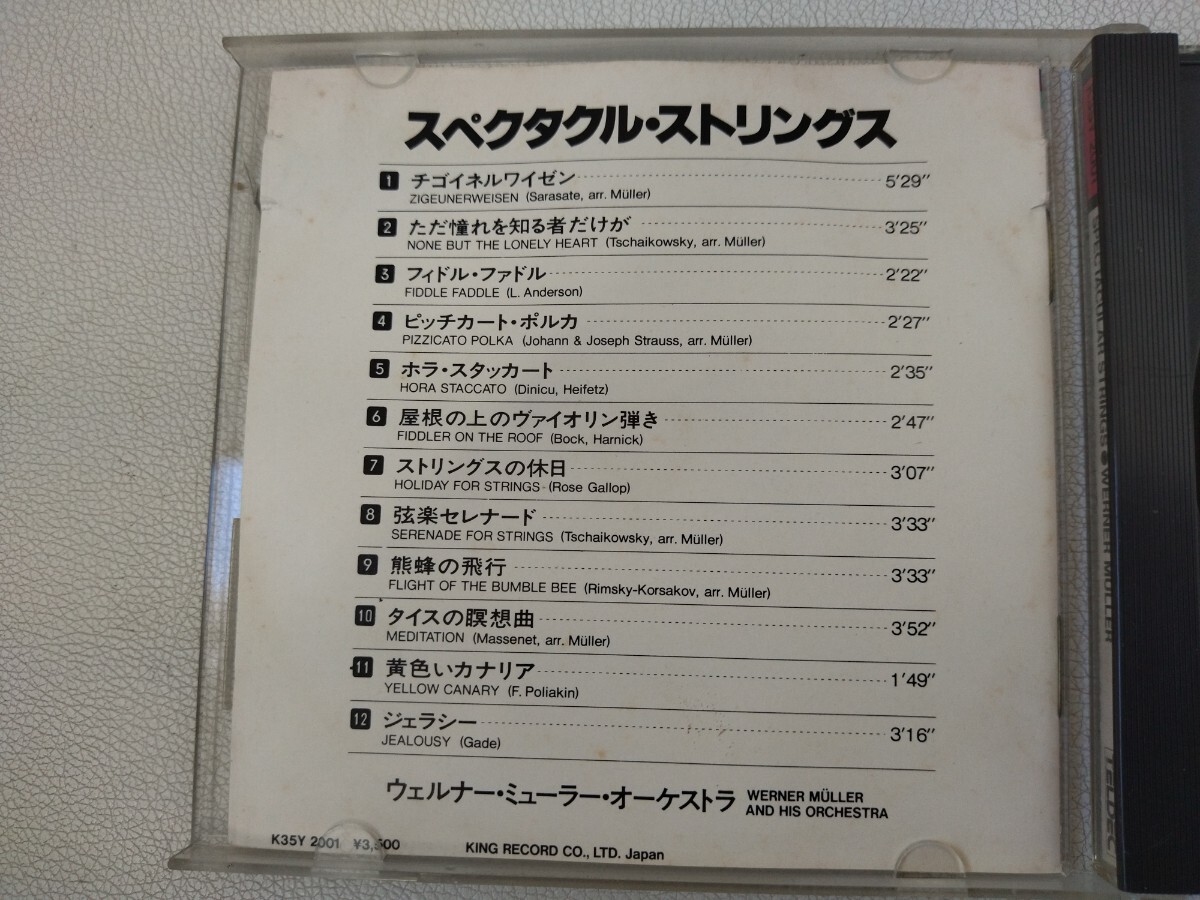 スペクタクル・ストリングス
1 チゴイネルワイゼン 5'29"
ZIGEUNERWEISEN (Sarasate, arr. Müller)
2 ただ憧れを知る者だけが 3'25"
NONE BUT THE LONELY HEART (Tschaikowsky, arr. Müller)
3 フィドル・ファドル 2'22"
FIDDLE FADDLE (L. Anderson)
4 ピッチカート・ポルカ 2'27"
PIZZICATO POLKA (Johann & Joseph Strauss, arr. Müller)
5 ホラ・スタッカート 2'35"
HORA STACCATO (Dinicu, Heifetz)
6 屋根の上のヴァイオリン弾き 2'47"
FIDDLER ON THE ROOF (Bock, Harnick)
7 ストリングスの休日 3'07"
HOLIDAY FOR STRINGS (Rose Gallop)
8 弦楽セレナード 3'33"
SERENADE FOR STRINGS (Tschaikowsky, arr. Müller)
9 熊蜂の飛行 3'33"
FLIGHT OF THE BUMBLE BEE (Rimsky-Korsakov, arr. Müller)
10 タイスの瞑想曲 3'52"
MEDITATION (Massenet, arr. Müller)
11 黄色いカナリア 1'49"
YELLOW CANARY (F. Poliakin)
12 ジェラシー 3'16"
JEALOUSY (Gade)
ウェルナー・ミューラー・オーケストラ WERNER MÜLLER
AND HIS ORCHESTRA
K35Y 2001 ¥3,500 KING RECORD CO., LTD. Japan
WERNER MÜLLER
TELDEC